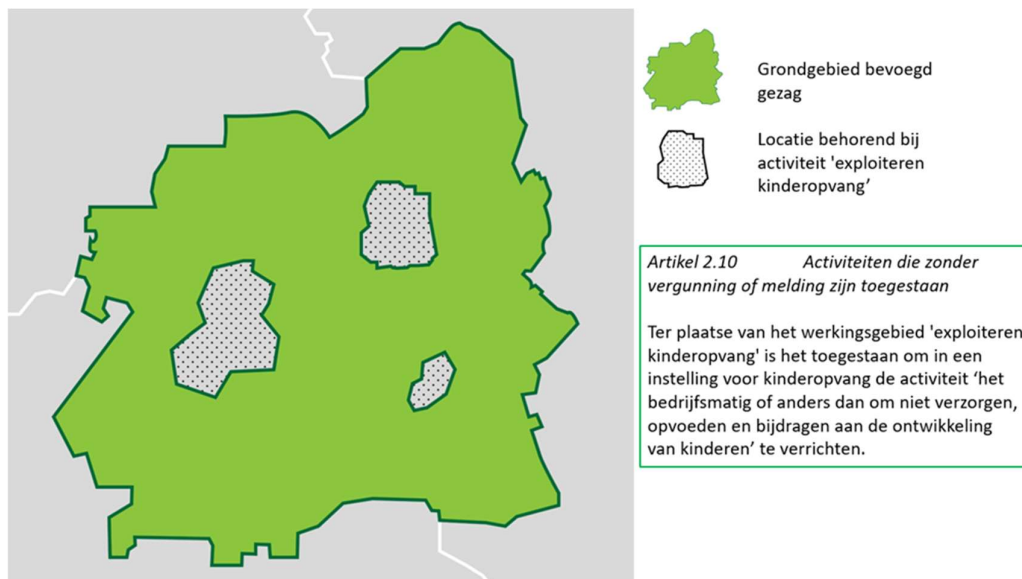 Grondgebied bevoegd
gezag
Locatie behorend bij
activiteit 'exploiteren
kinderopvang’
Artikel 2.10 Activiteiten die zonder
vergunning of melding zijn toegestaan
Ter plaatse van het werkingsgebied 'exploiteren
kinderopvang' is het toegestaan om in een
instelling voor kinderopvang de activiteit ‘het
bedrijfsmatig of anders dan om niet verzorgen,
opvoeden en bijdragen aan de ontwikkeling
van kinderen’ te verrichten.